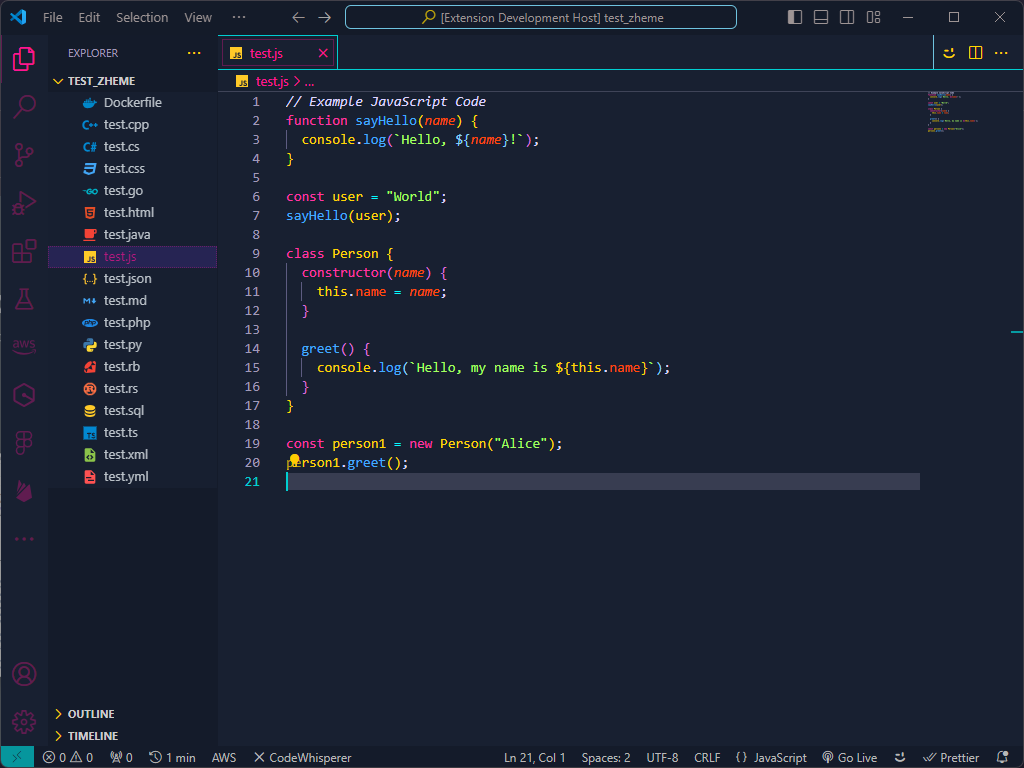 File Edit Selection View ··· [Extension Development Host] test_zheme
EXPLORER ···
TEST_ZHEME
Dockerfile
test.cpp
test.cs
test.css
test.go
test.html
test.java
test.js
test.json
test.md
test.php
test.py
test.rb
test.rs
test.sql
test.ts
test.xml
test.yml
OUTLINE
TIMELINE
aws
JS test.js
JS test.js > ...
1 // Example JavaScript Code
2 function sayHello(name) {
3 console.log(`Hello, ${name}!`);
4 }
5
6 const user = "World";
7 sayHello(user);
8
9 class Person {
10 constructor(name) {
11 this.name = name;
12 }
13
14 greet() {
15 console.log(`Hello, my name is ${this.name}`);
16 }
17 }
18
19 const person1 = new Person("Alice");
20 person1.greet();
21
0 0 0 1 min AWS CodeWhisperer Ln 21, Col 1 Spaces: 2 UTF-8 CRLF {} JavaScript Go Live Prettier